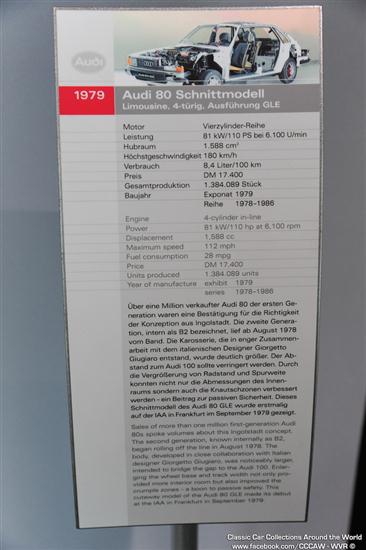 Audi
1979 Audi 80 Schnittmodell
Limousine, 4-türig, Ausführung GLE
Motor Vierzylinder-Reihe
Leistung 81 kW/110 PS bei 6.100 U/min
Hubraum 1.588 cm³
Höchstgeschwindigkeit 180 km/h
Verbrauch 8,4 Liter/100 km
Preis DM 17.400
Gesamtproduktion 1.384.089 Stück
Baujahr Exponat 1979
Reihe 1978-1986
Engine 4-cylinder in-line
Power 81 kW/110 hp at 6,100 rpm
Displacement 1,588 cc
Maximum speed 112 mph
Fuel consumption 28 mpg
Price DM 17,400
Units produced 1,384,089 units
Year of manufacture exhibit 1979
series 1978-1986
Über eine Million verkaufter Audi 80 der ersten Ge-
neration waren eine Bestätigung für die Richtigkeit
der Konzeption aus Ingolstadt. Die zweite Genera-
tion, intern als B2 bezeichnet, lief ab August 1978
vom Band. Die Karosserie, die in enger Zusammen-
arbeit mit dem italienischen Designer Giorgetto
Giugiaro entstand, wurde deutlich größer. Der Ab-
stand zum Audi 100 sollte verringert werden. Durch
die Vergrößerung von Radstand und Spurweite
konnten nicht nur die Abmessungen des Innen-
raums sondern auch die Knautschzonen verbessert
werden – ein Beitrag zur passiven Sicherheit. Dieses
Schnittmodell des Audi 80 GLE wurde erstmalig
auf der IAA in Frankfurt im September 1979 gezeigt.
Sales of more than one million first-generation Audi
80s spoke volumes about this Ingolstadt concept.
The second generation, known internally as B2,
began rolling off the line in August 1978. The
body, developed in close collaboration with Italian
designer Giorgetto Giugiaro, was noticeably larger,
intended to bridge the gap to the Audi 100. Enlar-
ging the wheel base and track width not only pro-
vided more interior room but also improved the
crumple zones – a boon to passive safety. This
cutaway model of the Audi 80 GLE made its debut
at the IAA in Frankfurt in September 1979.
Classic Car Collections Around the World
www.facebook.com/CCCAW - WVR ©